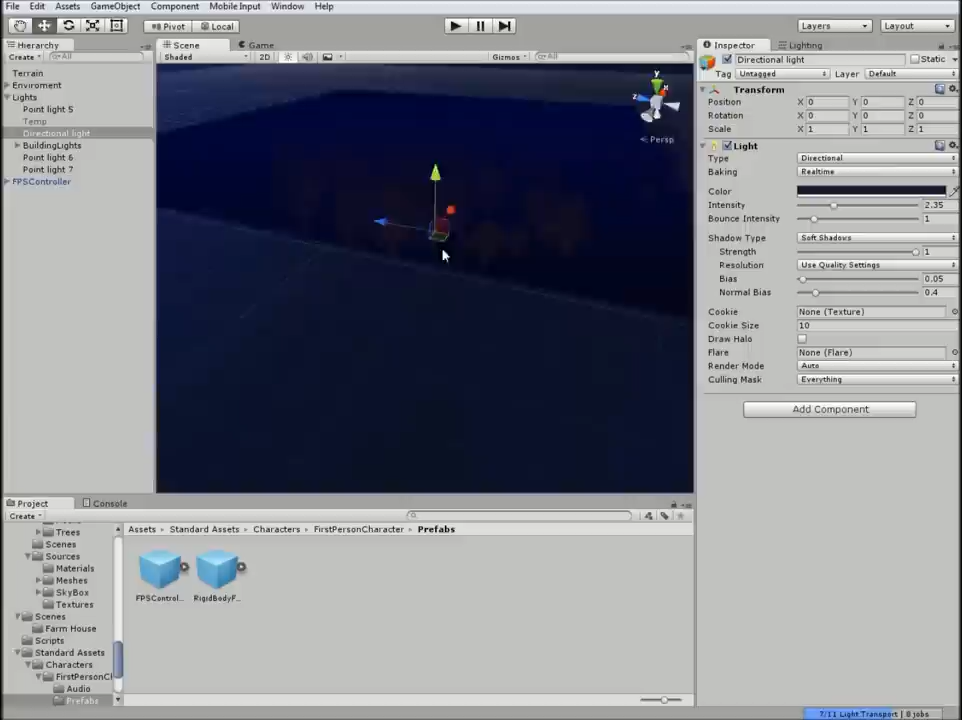 File Edit Assets GameObject Component Mobile Input Window Help
Pivot Local Layers Layout
Hierarchy
Create All
Terrain
Enviroment
Lights
Point light 5
Temp
Directional light
BuildingLights
Point light 6
Point light 7
FPSController
Scene Game
Shaded 2D Gizmos All
y
x
z
Persp
Inspector Lighting
Directional light Static
Tag Untagged Layer Default
Transform
Position X 0 Y 0 Z 0
Rotation X 0 Y 0 Z 0
Scale X 1 Y 1 Z 1
Light
Type Directional
Baking Realtime
Color
Intensity 2.35
Bounce Intensity 1
Shadow Type Soft Shadows
Strength 1
Resolution Use Quality Settings
Bias 0.05
Normal Bias 0.4
Cookie None (Texture)
Cookie Size 10
Draw Halo
Flare None (Flare)
Render Mode Auto
Culling Mask Everything
Add Component
Project Console
Create
Trees
Scenes
Sources
Materials
Meshes
SkyBox
Textures
Scenes
Farm House
Scripts
Standard Assets
Characters
FirstPersonCh
Audio
Prefabs
Assets Standard Assets Characters FirstPersonCharacter Prefabs
FPSControl... RigidBodyF...
7/11 Light Transport | 8 jobs